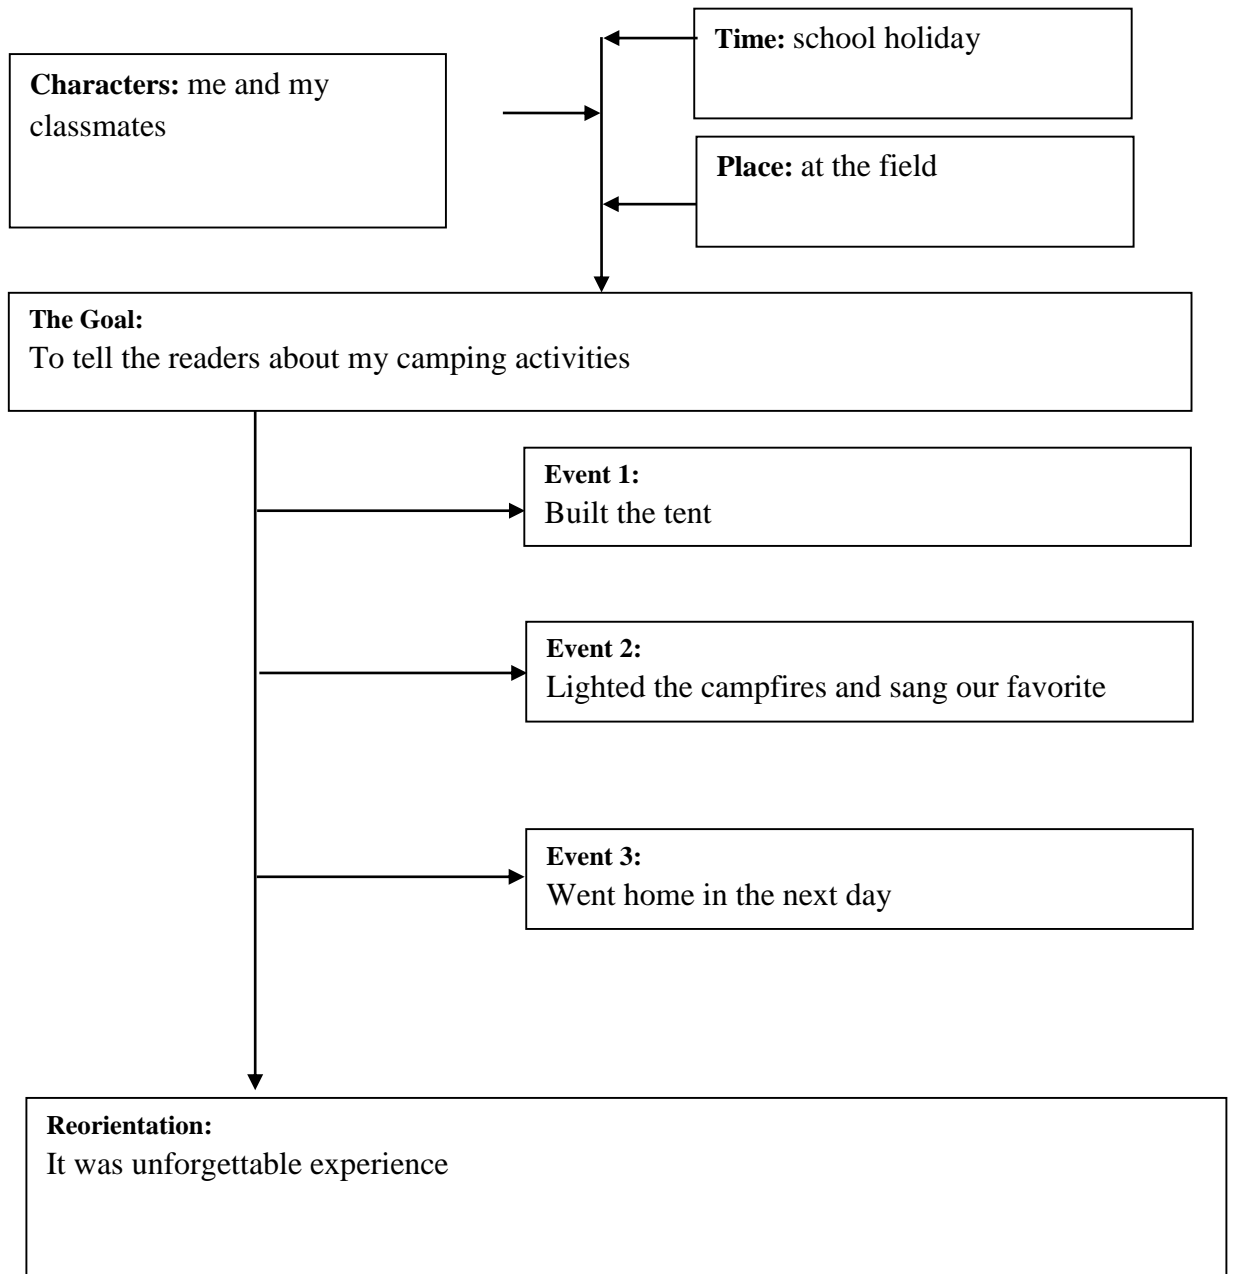 Time: school holiday
Characters: me and my
classmates
Place: at the field
The Goal:
To tell the readers about my camping activities
Event 1:
Built the tent
Event 2:
Lighted the campfires and sang our favorite
Event 3:
Went home in the next day
Reorientation:
It was unforgettable experience